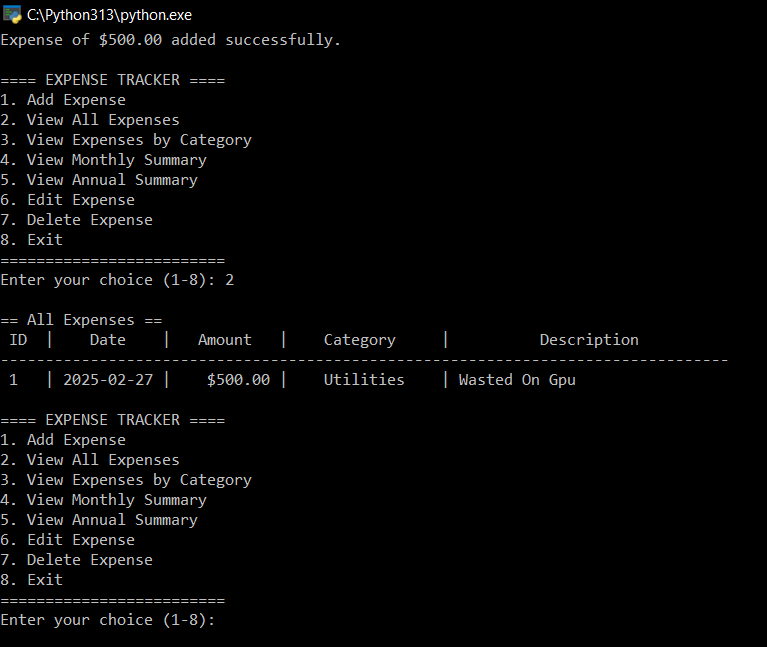 C:\Python313\python.exe
Expense of $500.00 added successfully.
==== EXPENSE TRACKER ====
1. Add Expense
2. View All Expenses
3. View Expenses by Category
4. View Monthly Summary
5. View Annual Summary
6. Edit Expense
7. Delete Expense
8. Exit
=========================
Enter your choice (1-8): 2
== All Expenses ==
ID | Date | Amount | Category | Description
---------------------------------------------------------------------------------
1 | 2025-02-27 | $500.00 | Utilities | Wasted On Gpu
==== EXPENSE TRACKER ====
1. Add Expense
2. View All Expenses
3. View Expenses by Category
4. View Monthly Summary
5. View Annual Summary
6. Edit Expense
7. Delete Expense
8. Exit
=========================
Enter your choice (1-8):